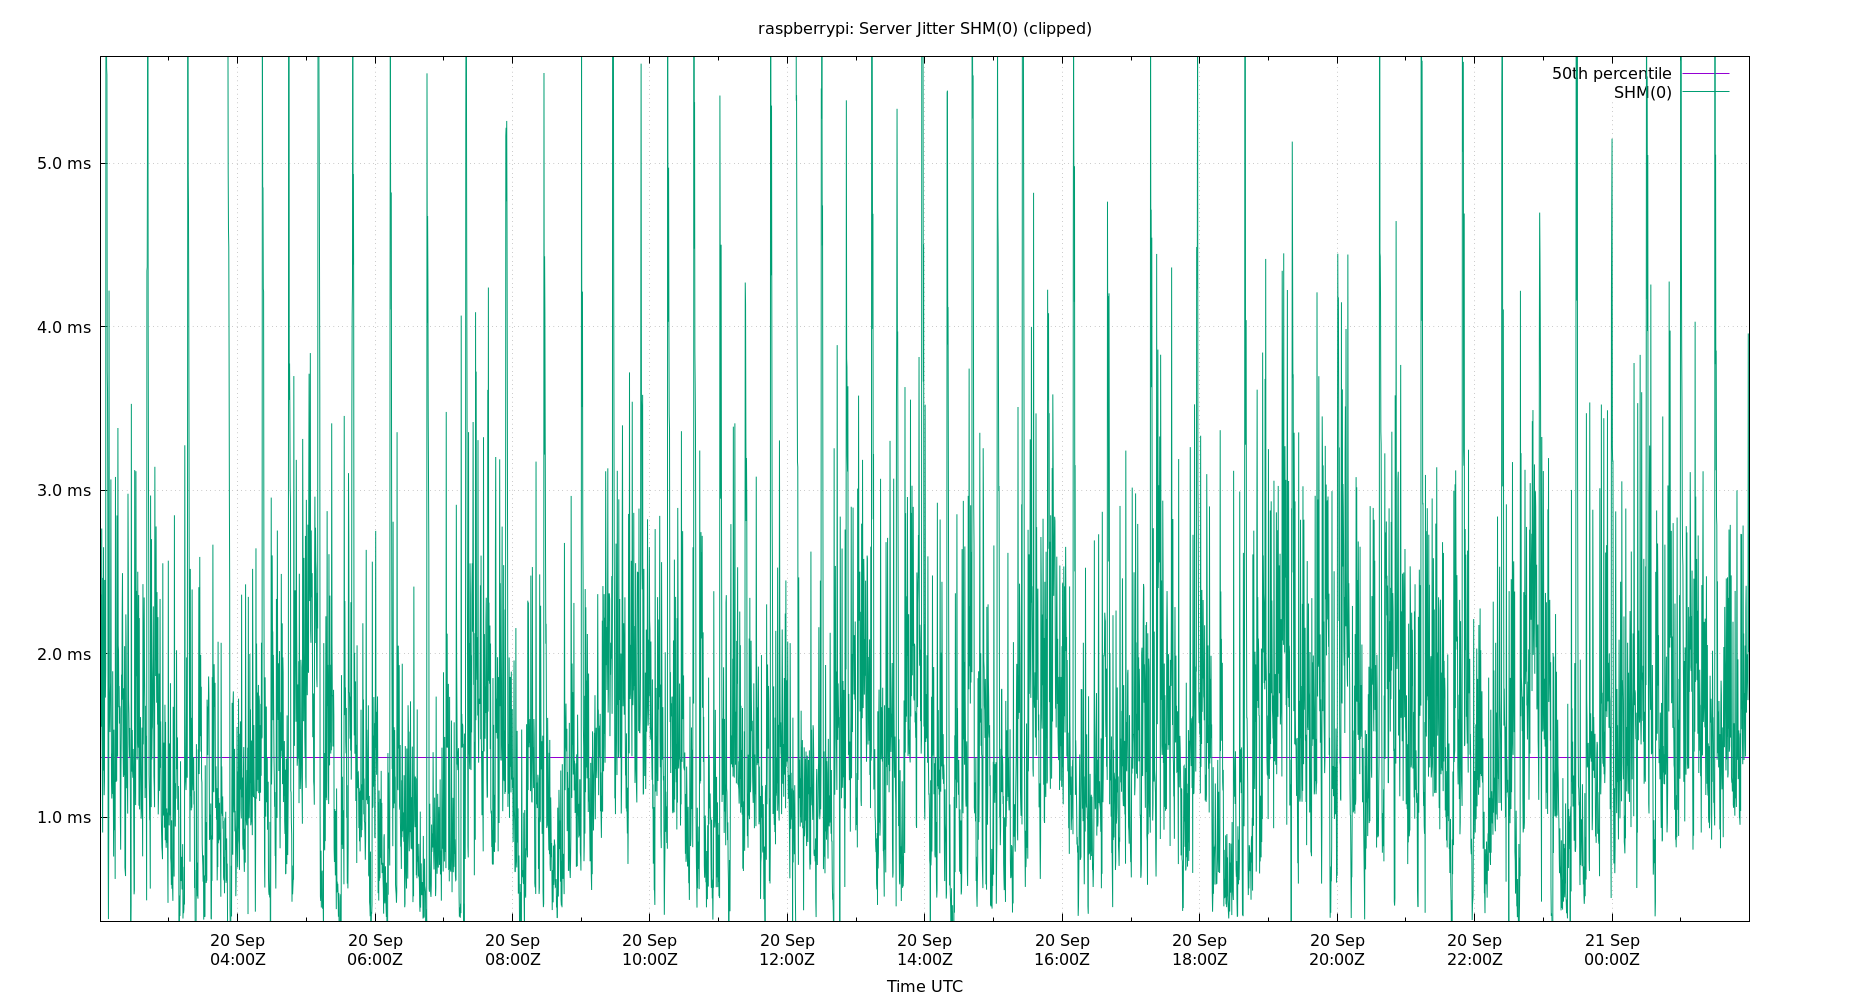 raspberrypi: Server Jitter SHM(0) (clipped)
50th percentile
SHM(0)
5.0 ms
4.0 ms
3.0 ms
2.0 ms
1.0 ms
20 Sep 20 Sep 20 Sep 20 Sep 20 Sep 20 Sep 20 Sep 20 Sep 20 Sep 20 Sep 21 Sep
04:00Z 06:00Z 08:00Z 10:00Z 12:00Z 14:00Z 16:00Z 18:00Z 20:00Z 22:00Z 00:00Z
Time UTC